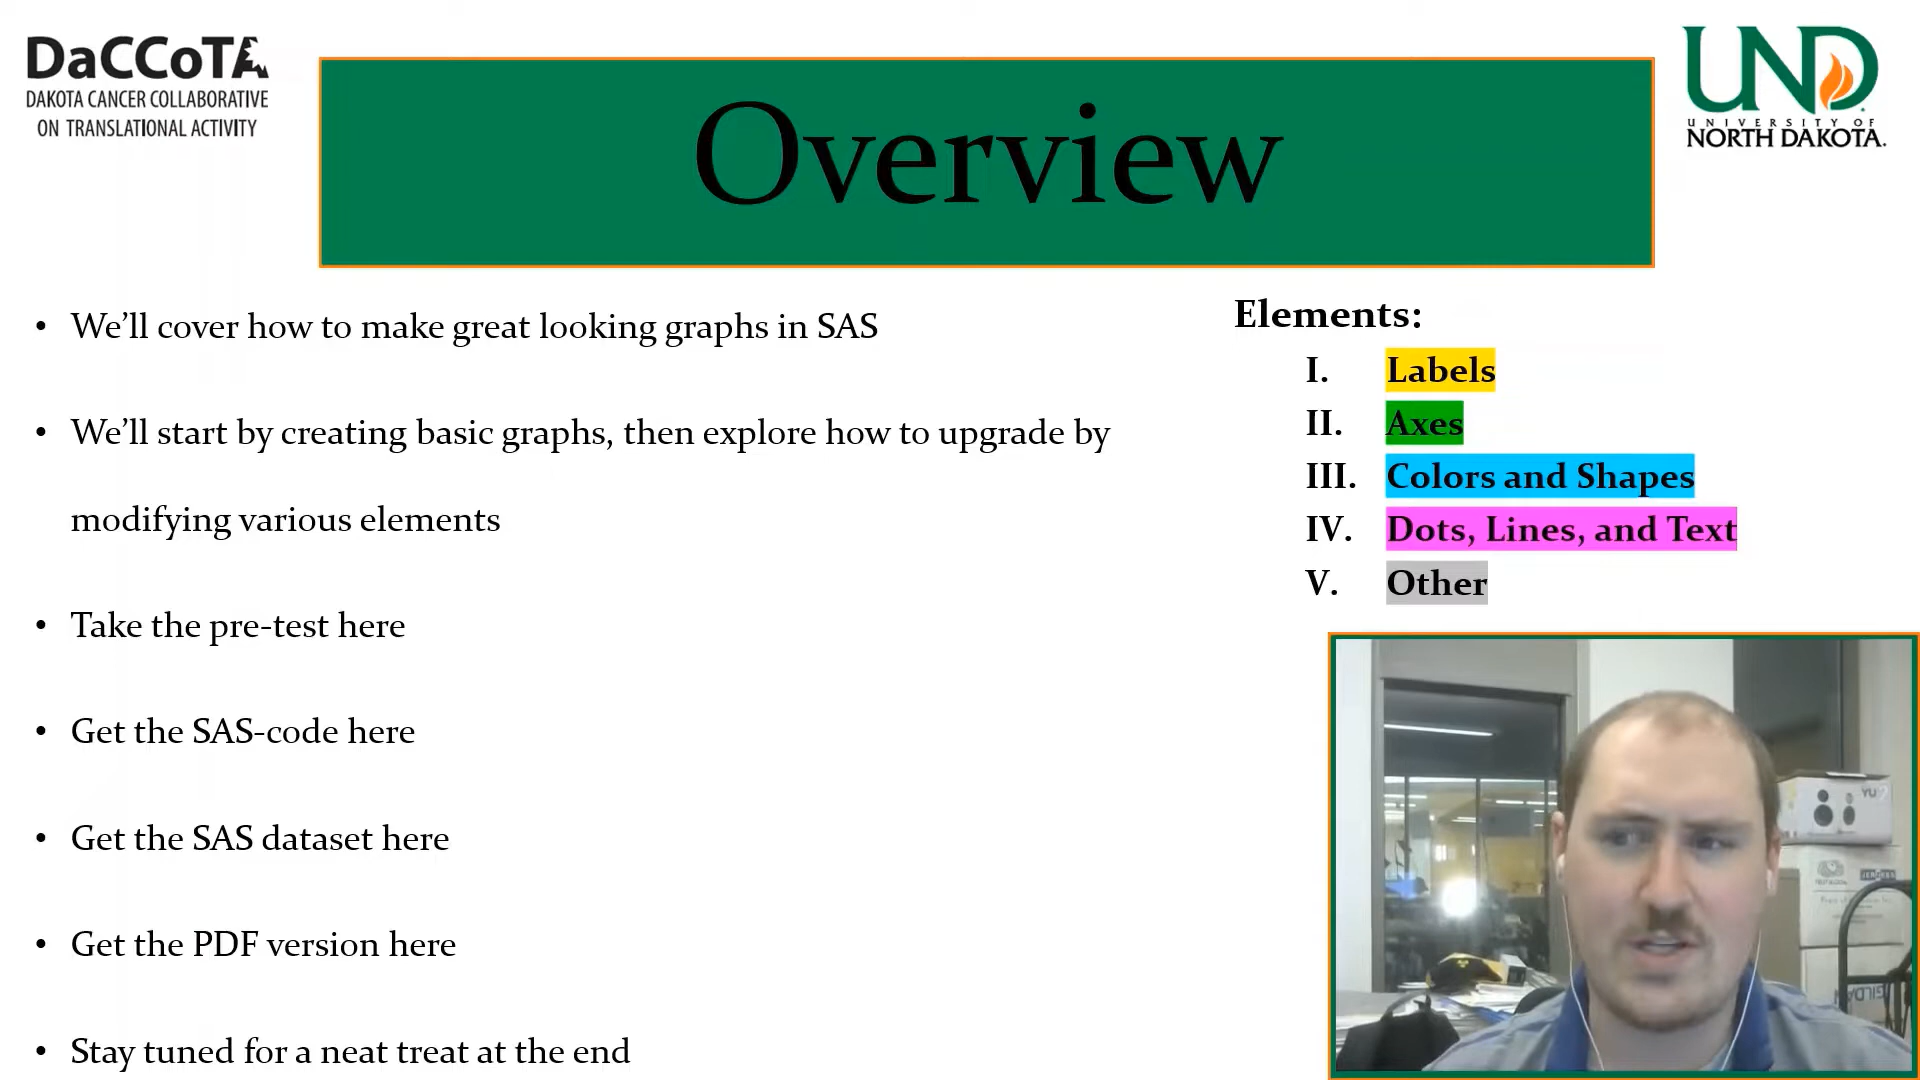 DaCCoTA
DAKOTA CANCER COLLABORATIVE
ON TRANSLATIONAL ACTIVITY
Overview
UND
UNIVERSITY OF
NORTH DAKOTA.
• We’ll cover how to make great looking graphs in SAS
• We’ll start by creating basic graphs, then explore how to upgrade by
modifying various elements
• Take the pre-test here
• Get the SAS-code here
• Get the SAS dataset here
• Get the PDF version here
• Stay tuned for a neat treat at the end
Elements:
I. Labels
II. Axes
III. Colors and Shapes
IV. Dots, Lines, and Text
V. Other